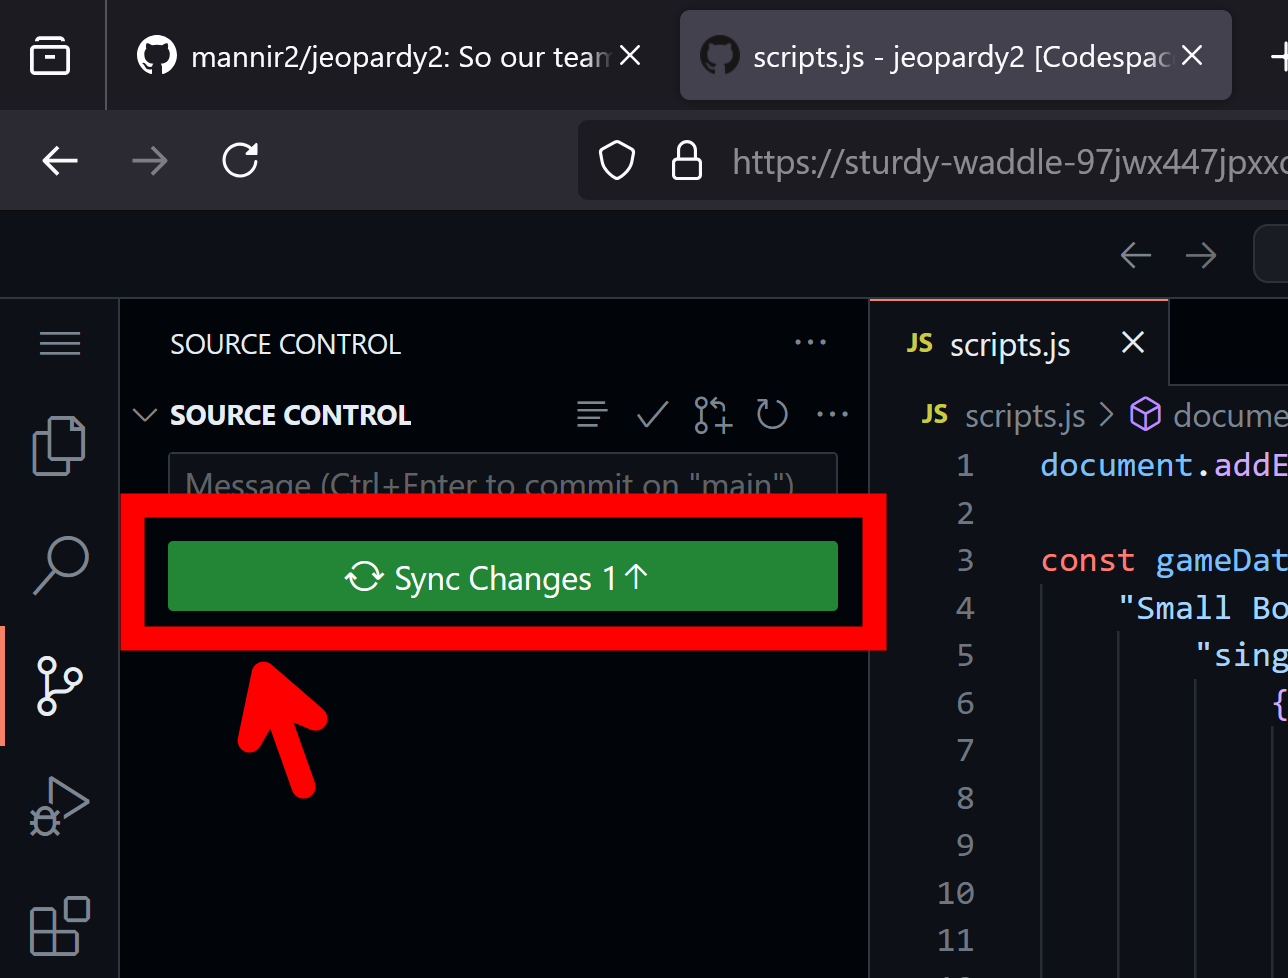 mannir2/jeopardy2: So our team
scripts.js - jeopardy2 [Codespac
https://sturdy-waddle-97jwx447jpxx
SOURCE CONTROL
SOURCE CONTROL
Message (Ctrl+Enter to commit on "main")
Sync Changes 1↑
JS scripts.js
JS scripts.js > docume
1 document.addE
2
3 const gameDat
4 "Small Bo
5 "sing
6 {
7
8
9
10
11